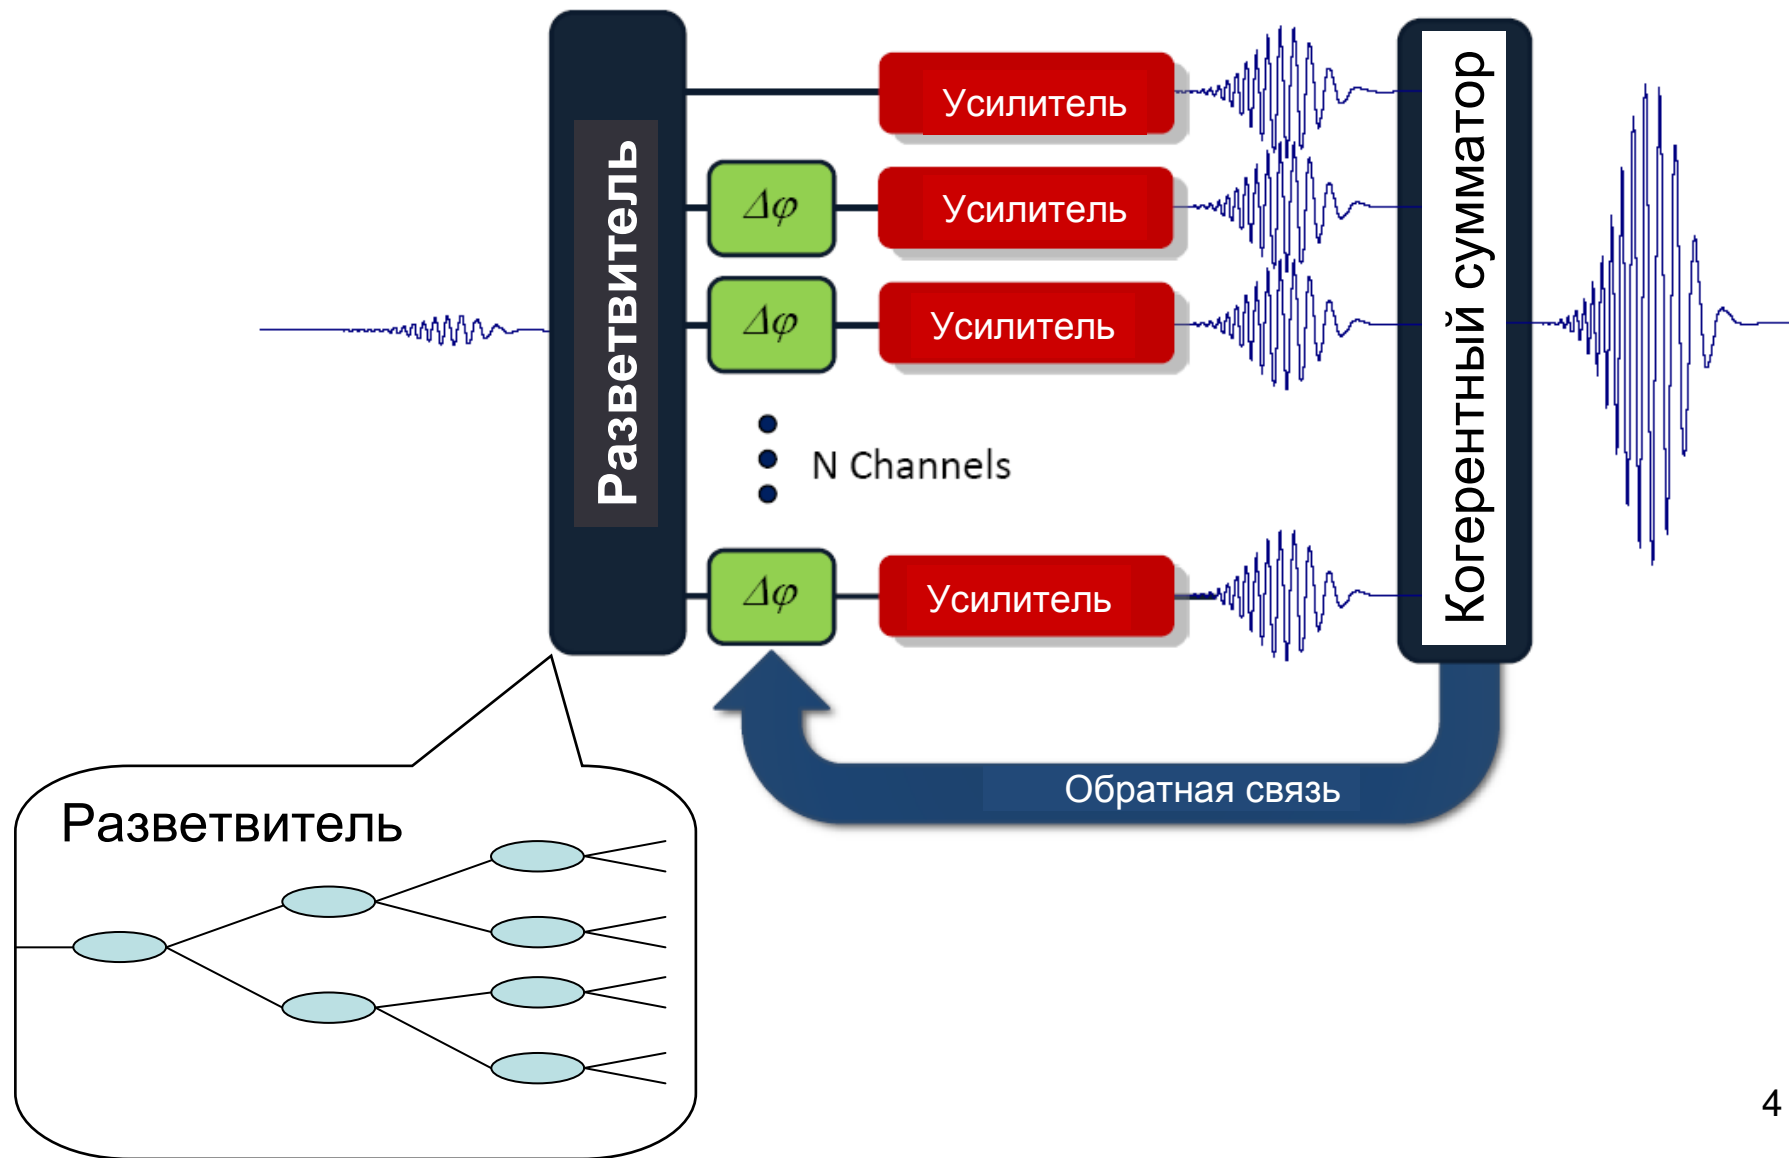 Разветвитель
Усилитель
Δφ
Усилитель
Δφ
Усилитель
N Channels
Δφ
Усилитель
Когерентный сумматор
Обратная связь
Разветвитель
4